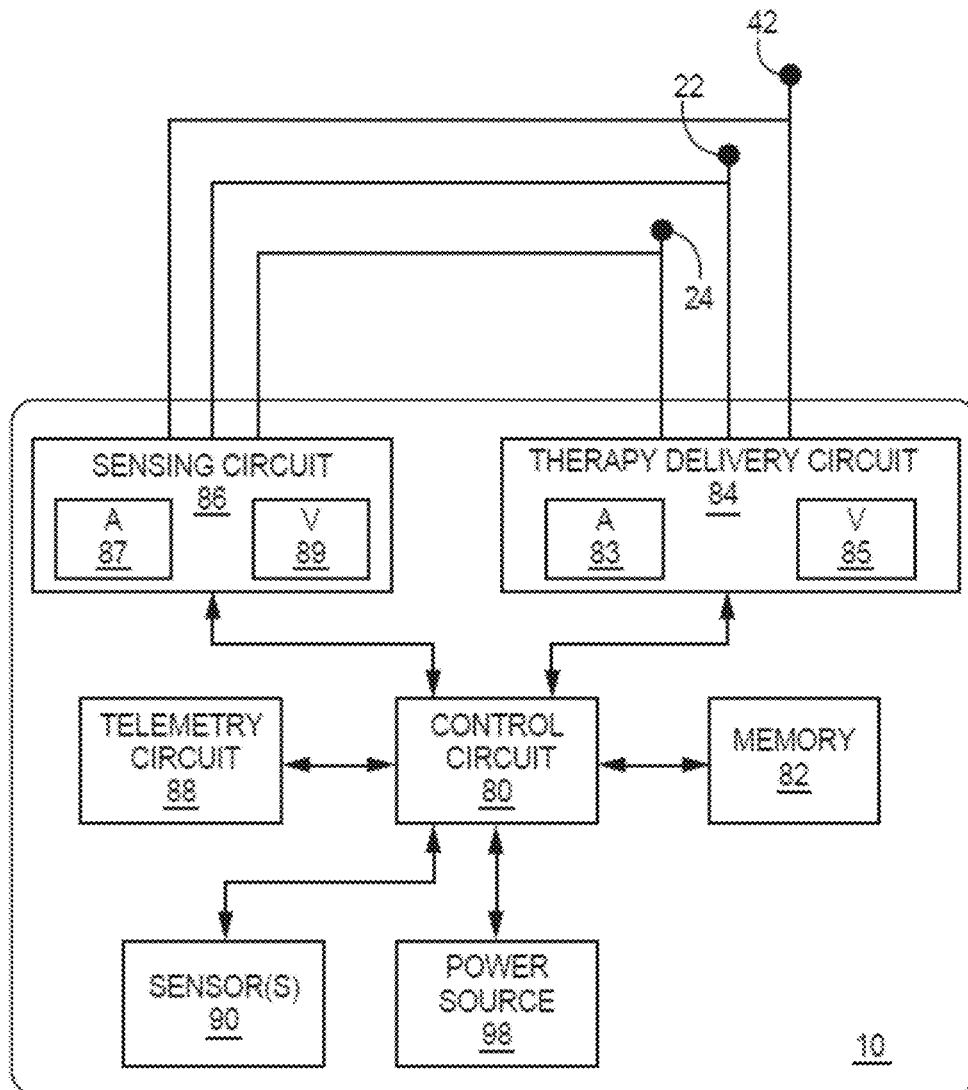 42
22
24
SENSING CIRCUIT
86
A
87
V
89
THERAPY DELIVERY CIRCUIT
84
A
83
V
85
TELEMETRY
CIRCUIT
88
CONTROL
CIRCUIT
80
MEMORY
82
SENSOR(S)
90
POWER
SOURCE
98
10